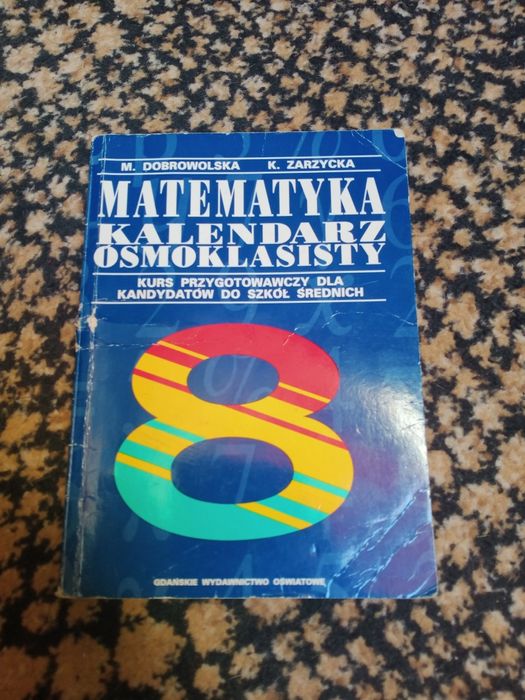 M. DOBROWOLSKA K. ZARZYCKA
MATEMATYKA
KALENDARZ
ÓSMOKLASISTY
KURS PRZYGOTOWAWCZY DLA
KANDYDATÓW DO SZKÓŁ ŚREDNICH
8
GDAŃSKIE WYDAWNICTWO OŚWIATOWE